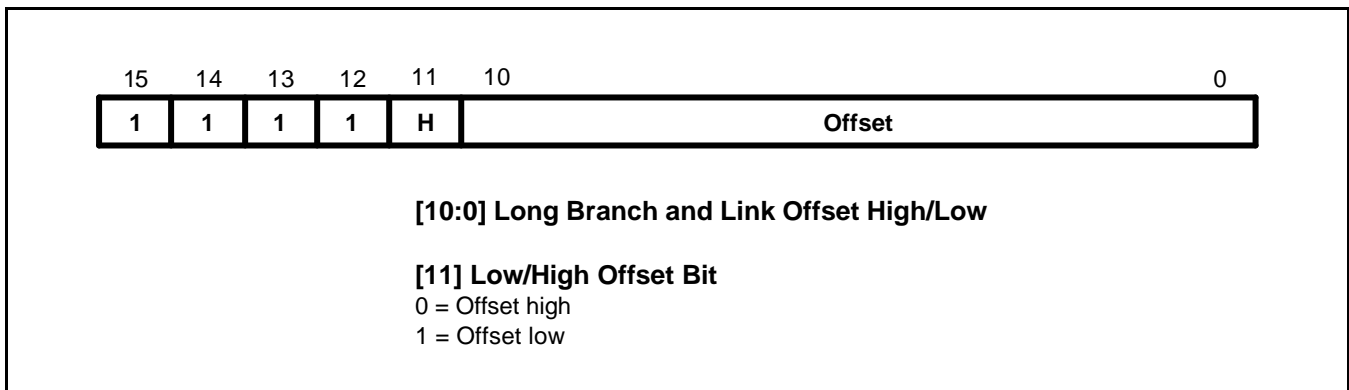 15 14 13 12 11 10 0
1 1 1 1 H Offset
[10:0] Long Branch and Link Offset High/Low
[11] Low/High Offset Bit
0 = Offset high
1 = Offset low